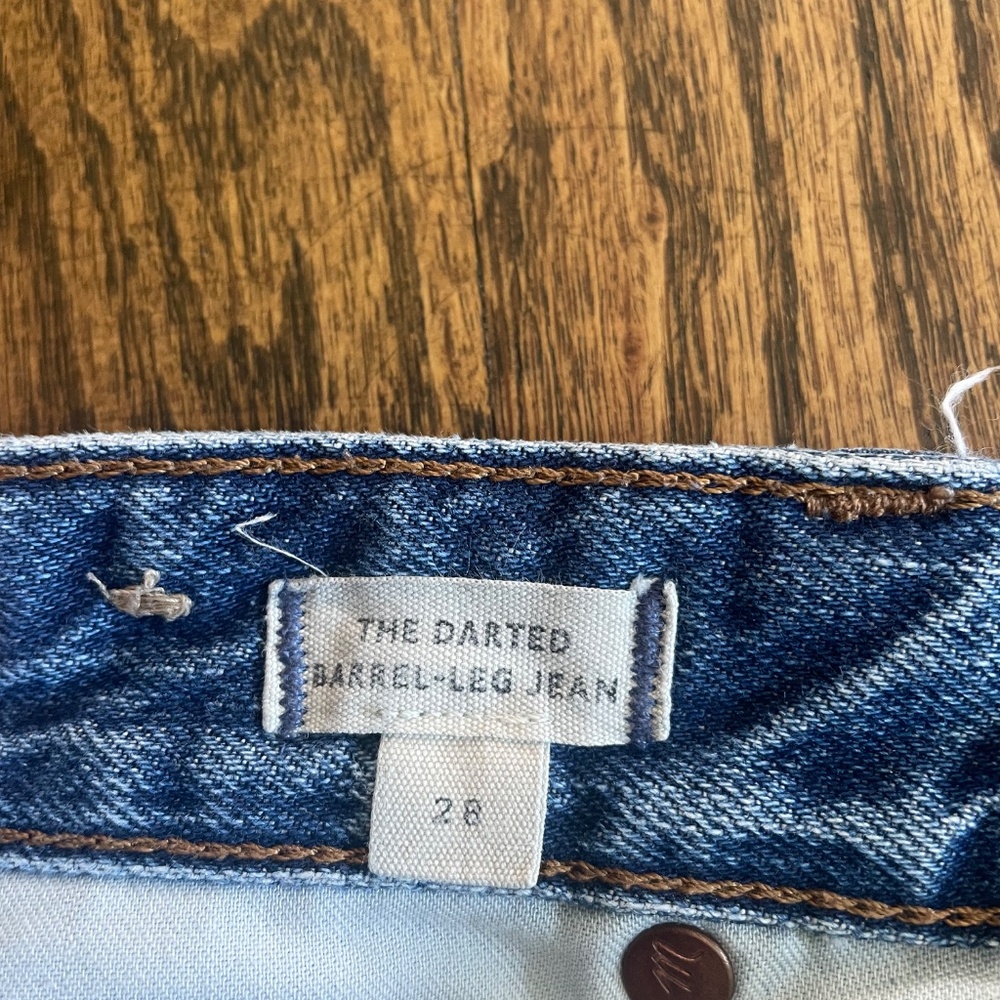 THE DARTED
BARREL-LEG JEAN
28